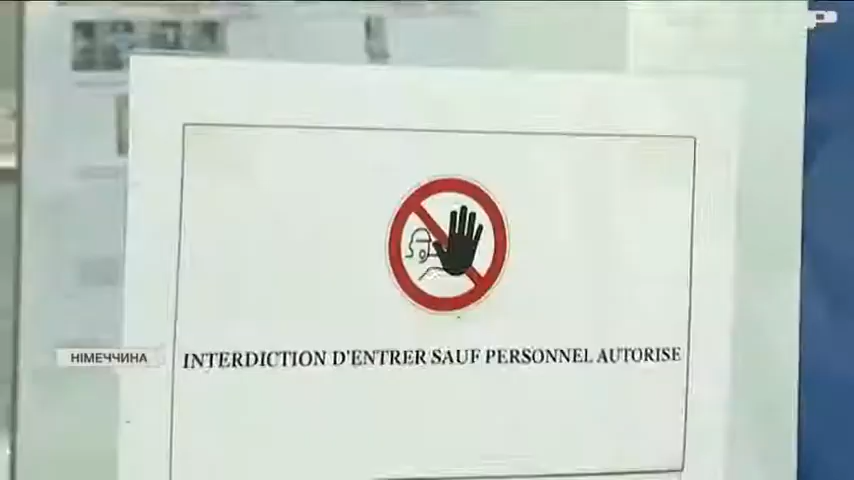 INTERDICTION D'ENTRER SAUF PERSONNEL AUTORISE
НІМЕЧЧИНА